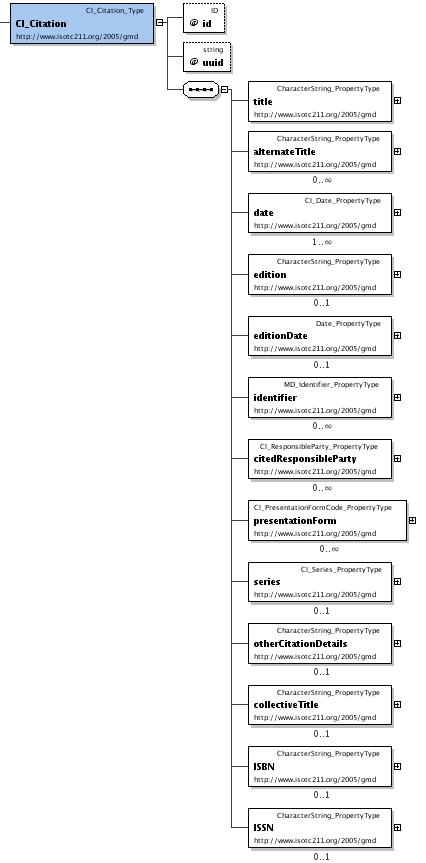 CI_Citation_Type
CI_Citation
http://www.isotc211.org/2005/gmd
ID
@ id
string
@ uuid
CharacterString_PropertyType
title
http://www.isotc211.org/2005/gmd
CharacterString_PropertyType
alternateTitle
http://www.isotc211.org/2005/gmd
0..∞
CI_Date_PropertyType
date
http://www.isotc211.org/2005/gmd
1..∞
CharacterString_PropertyType
edition
http://www.isotc211.org/2005/gmd
0..1
Date_PropertyType
editionDate
http://www.isotc211.org/2005/gmd
0..1
MD_Identifier_PropertyType
identifier
http://www.isotc211.org/2005/gmd
0..∞
CI_ResponsibleParty_PropertyType
citedResponsibleParty
http://www.isotc211.org/2005/gmd
0..∞
CI_PresentationFormCode_PropertyType
presentationForm
http://www.isotc211.org/2005/gmd
0..∞
CI_Series_PropertyType
series
http://www.isotc211.org/2005/gmd
0..1
CharacterString_PropertyType
otherCitationDetails
http://www.isotc211.org/2005/gmd
0..1
CharacterString_PropertyType
collectiveTitle
http://www.isotc211.org/2005/gmd
0..1
CharacterString_PropertyType
ISBN
http://www.isotc211.org/2005/gmd
0..1
CharacterString_PropertyType
ISSN
http://www.isotc211.org/2005/gmd
0..1